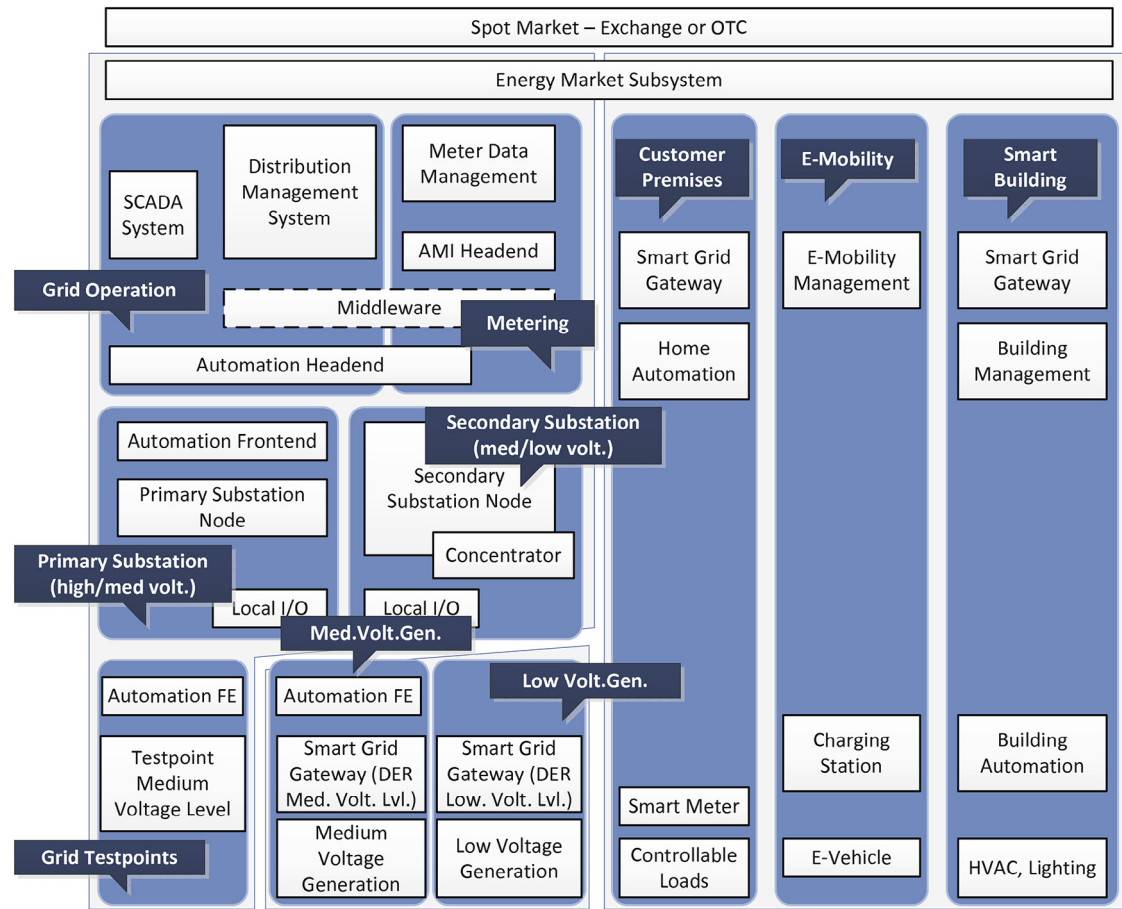 Spot Market – Exchange or OTC
Energy Market Subsystem
SCADA
System
Distribution
Management
System
Meter Data
Management
AMI Headend
Grid Operation
Middleware
Metering
Automation Headend
Customer
Premises
Smart Grid
Gateway
Home
Automation
E-Mobility
E-Mobility
Management
Smart
Building
Smart Grid
Gateway
Building
Management
Automation Frontend
Primary Substation
Node
Primary Substation
(high/med volt.)
Local I/O
Secondary Substation
(med/low volt.)
Secondary
Substation Node
Concentrator
Local I/O
Med.Volt.Gen.
Low Volt.Gen.
Automation FE
Testpoint
Medium
Voltage Level
Grid Testpoints
Automation FE
Smart Grid
Gateway (DER
Med. Volt. Lvl.)
Medium
Voltage
Generation
Smart Grid
Gateway (DER
Low. Volt. Lvl.)
Low Voltage
Generation
Smart Meter
Controllable
Loads
Charging
Station
E-Vehicle
Building
Automation
HVAC, Lighting